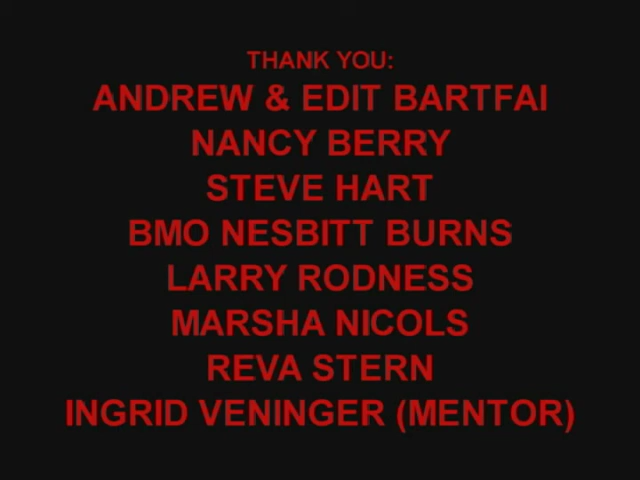 THANK YOU:
ANDREW & EDIT BARTFAI
NANCY BERRY
STEVE HART
BMO NESBITT BURNS
LARRY RODNESS
MARSHA NICOLS
REVA STERN
INGRID VENINGER (MENTOR)